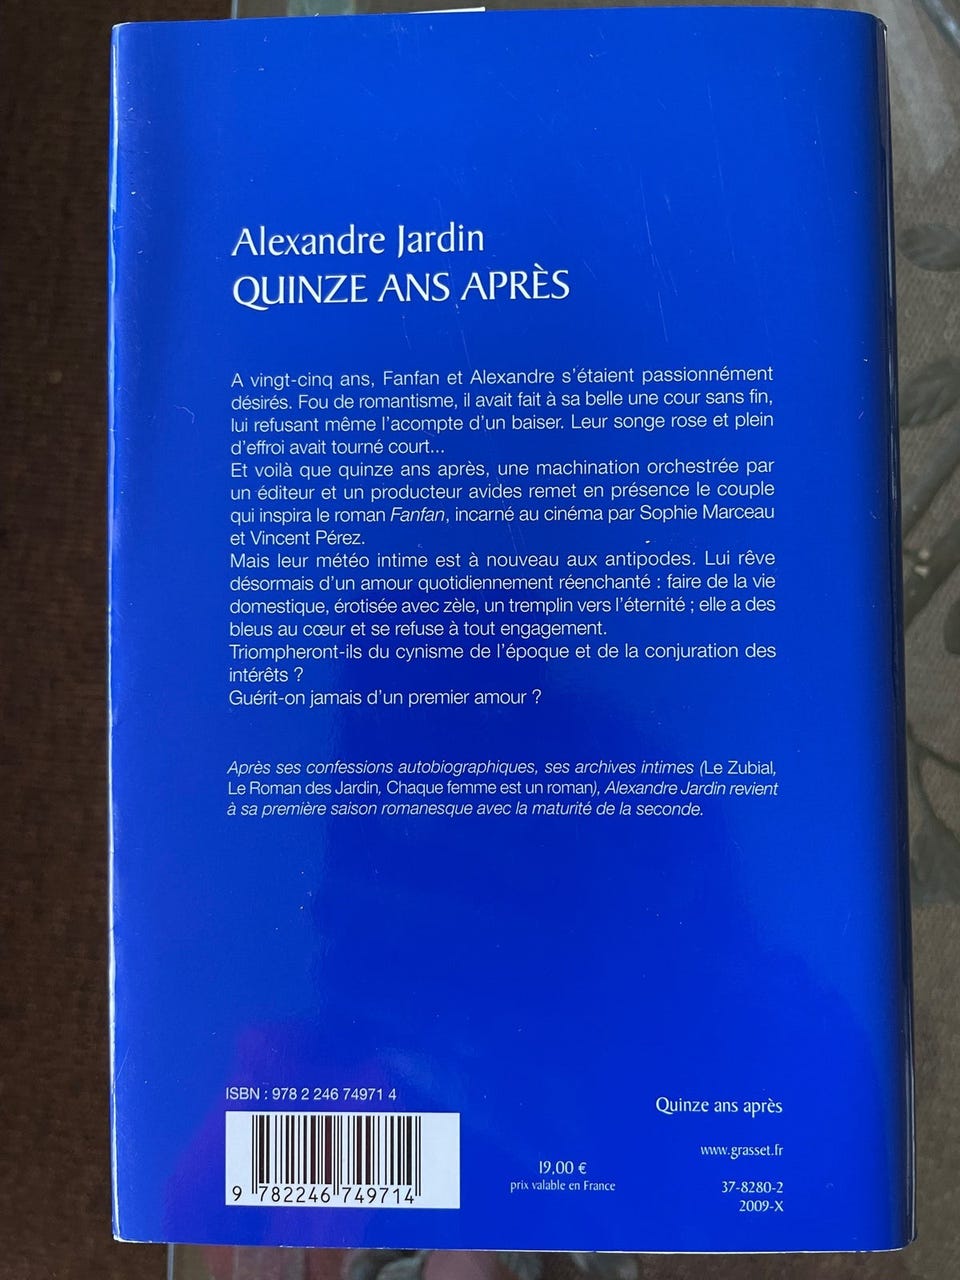 Alexandre Jardin
QUINZE ANS APRÈS
A vingt-cinq ans, Fanfan et Alexandre s'étaient passionnément
désirés. Fou de romantisme, il avait fait à sa belle une cour sans fin,
lui refusant même l'acompte d'un baiser. Leur songe rose et plein
d'effroi avait tourné court...
Et voilà que quinze ans après, une machination orchestrée par
un éditeur et un producteur avides remet en présence le couple
qui inspira le roman Fanfan, incarné au cinéma par Sophie Marceau
et Vincent Pérez.
Mais leur météo intime est à nouveau aux antipodes. Lui rêve
désormais d'un amour quotidiennement réenchanté : faire de la vie
domestique, érotisée avec zèle, un tremplin vers l'éternité ; elle a des
bleus au cœur et se refuse à tout engagement.
Triompheront-ils du cynisme de l'époque et de la conjuration des
intérêts ?
Guérit-on jamais d'un premier amour ?
Après ses confessions autobiographiques, ses archives intimes (Le Zubial,
Le Roman des Jardin, Chaque femme est un roman), Alexandre Jardin revient
à sa première saison romanesque avec la maturité de la seconde.
ISBN : 978 2 246 74971 4
9 782246 749714
19,00 €
prix valable en France
Quinze ans après
www.grasset.fr
37-8280-2
2009-X